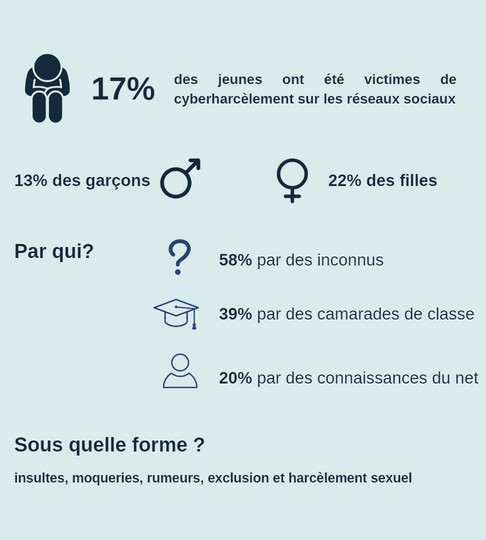 17%
des jeunes ont été victimes de
cyberharcèlement sur les réseaux sociaux
13% des garçons
22% des filles
Par qui?
58% par des inconnus
39% par des camarades de classe
20% par des connaissances du net
Sous quelle forme ?
insultes, moqueries, rumeurs, exclusion et harcèlement sexuel